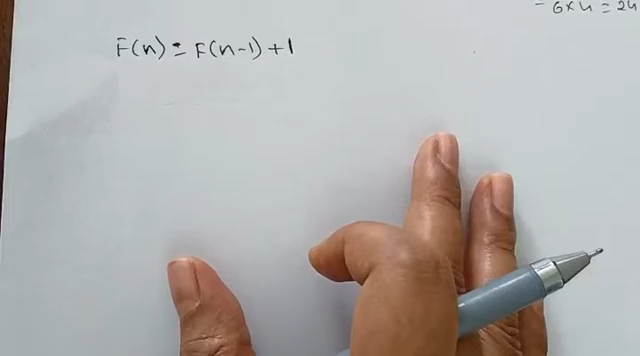 - 6×4 = 24
F(n) = F(n-1) + 1